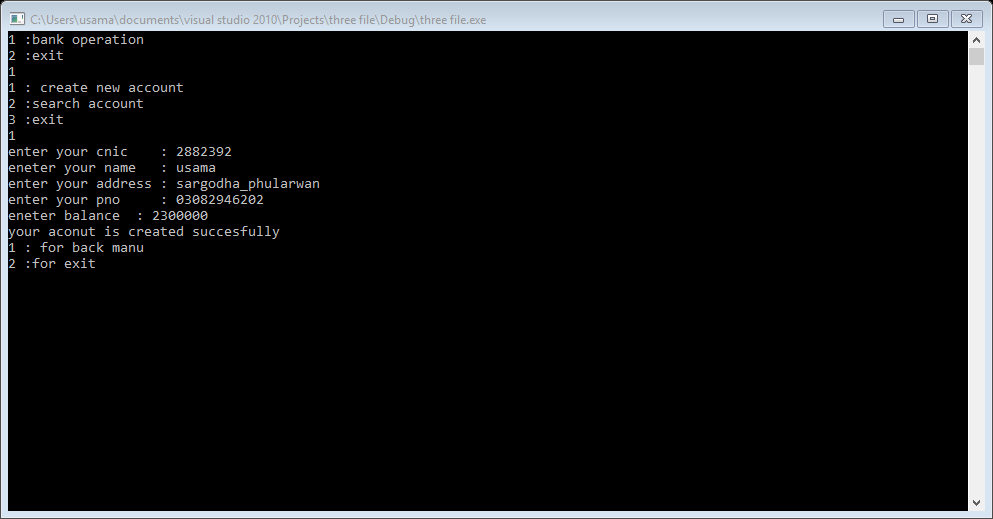 C:\Users\usama\documents\visual studio 2010\Projects\three file\Debug\three file.exe
1 :bank operation
2 :exit
1
1 : create new account
2 :search account
3 :exit
1
enter your cnic    : 2882392
eneter your name   : usama
enter your address : sargodha_phularwan
enter your pno     : 03082946202
eneter balance  : 2300000
your aconut is created succesfully
1 : for back manu
2 :for exit